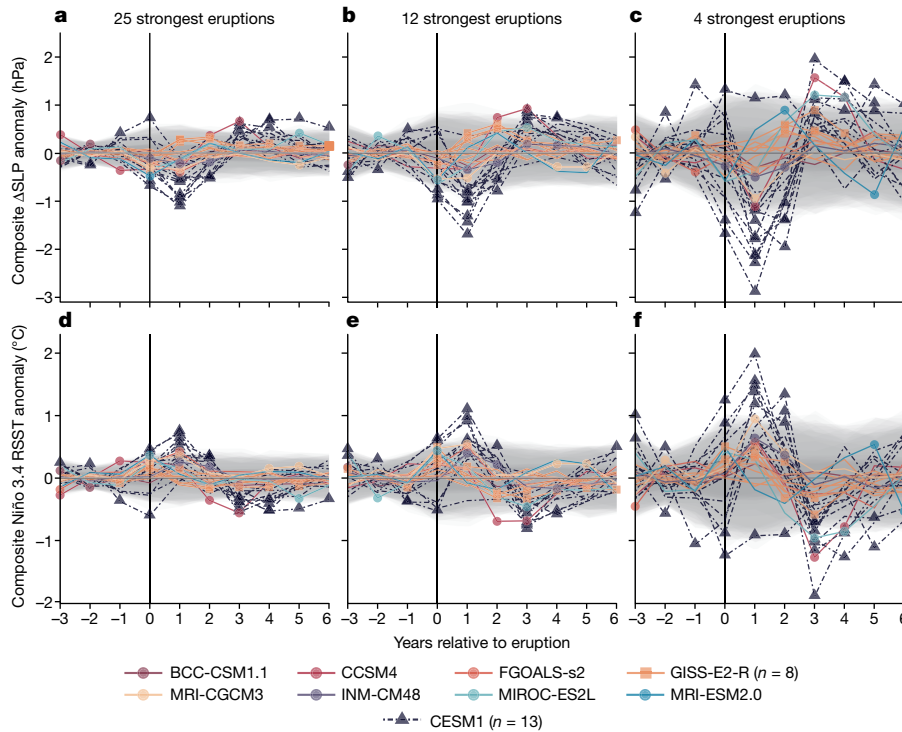 a 25 strongest eruptions b 12 strongest eruptions c 4 strongest eruptions
Composite ΔSLP anomaly (hPa)
2
1
0
−1
−2
−3
d e f
Composite Niño 3.4 RSST anomaly (°C)
2
1
0
−1
−2
−3 −2 −1 0 1 2 3 4 5 6 −3 −2 −1 0 1 2 3 4 5 6 −3 −2 −1 0 1 2 3 4 5 6
Years relative to eruption
BCC-CSM1.1 CCSM4 FGOALS-s2 GISS-E2-R (n = 8)
MRI-CGCM3 INM-CM48 MIROC-ES2L MRI-ESM2.0
CESM1 (n = 13)